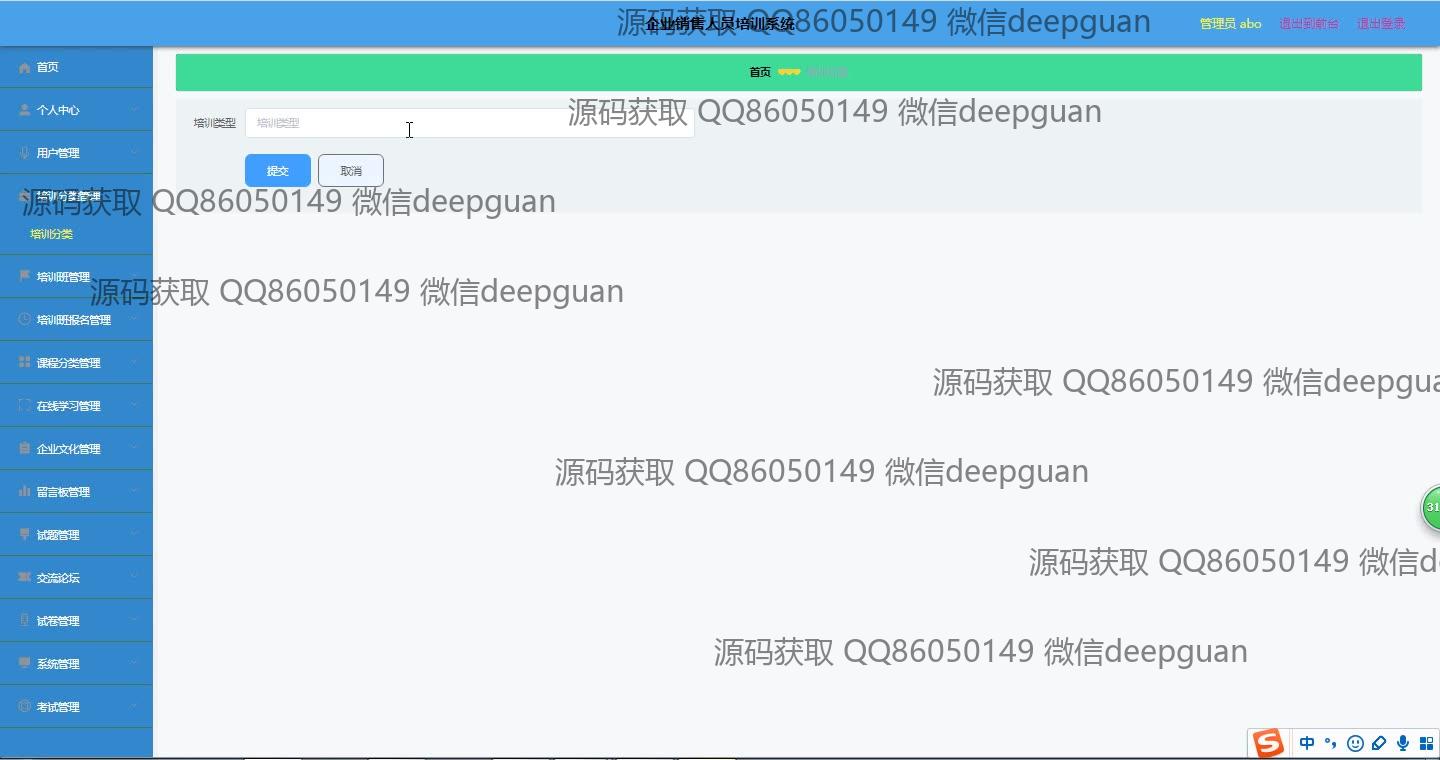 企业销售人员培训系统
源码获取 QQ86050149 微信deepguan
管理员 abo
退出到前台
退出登录
首页
个人中心
用户管理
培训分类管理
培训分类
培训班管理
培训班报名管理
课程分类管理
在线学习管理
企业文化管理
留言板管理
试题管理
交流论坛
试卷管理
系统管理
考试管理
首页
培训类型
培训类型
源码获取 QQ86050149 微信deepguan
提交
取消
源码获取 QQ86050149 微信deepguan
源码获取 QQ86050149 微信deepguan
源码获取 QQ86050149 微信deepgua
源码获取 QQ86050149 微信deepguan
源码获取 QQ86050149 微信d
源码获取 QQ86050149 微信deepguan
31
中